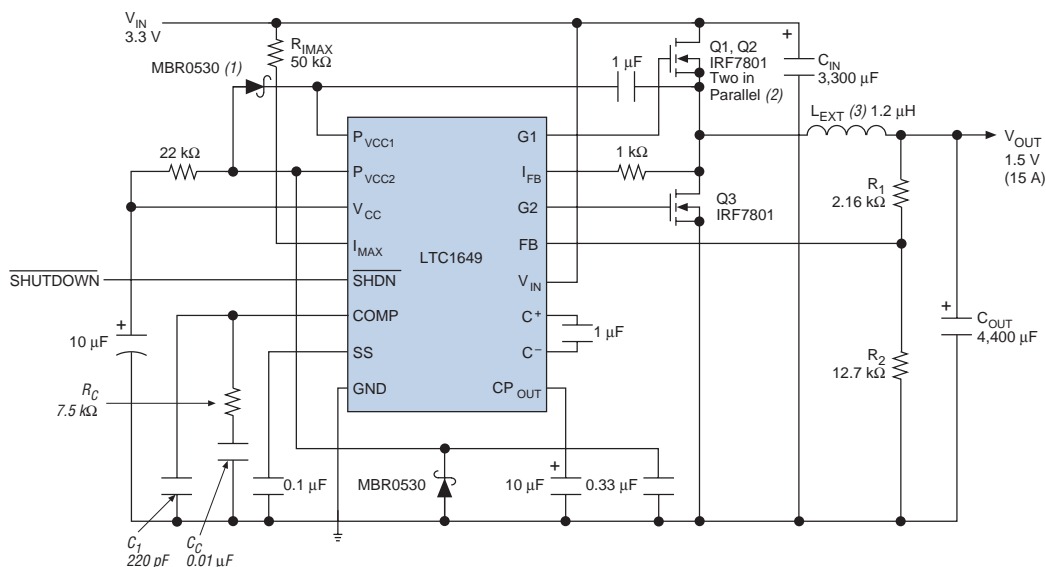 V_IN
3.3 V
R_IMAX
50 kΩ
MBR0530 (1)
1 µF
Q1, Q2
IRF7801
Two in
Parallel (2)
+
C_IN
3,300 µF
L_EXT (3) 1.2 µH
V_OUT
1.5 V
(15 A)
22 kΩ
P_VCC1
G1
P_VCC2
I_FB
1 kΩ
V_CC
G2
Q3
IRF7801
R_1
2.16 kΩ
I_MAX
FB
LTC1649
SHUTDOWN
SHDN
V_IN
COMP
C+
1 µF
+
10 µF
SS
C−
+
C_OUT
4,400 µF
R_2
12.7 kΩ
R_C
7.5 kΩ
GND
CP_OUT
0.1 µF
MBR0530
+
10 µF
0.33 µF
C_1
220 pF
C_C
0.01 µF